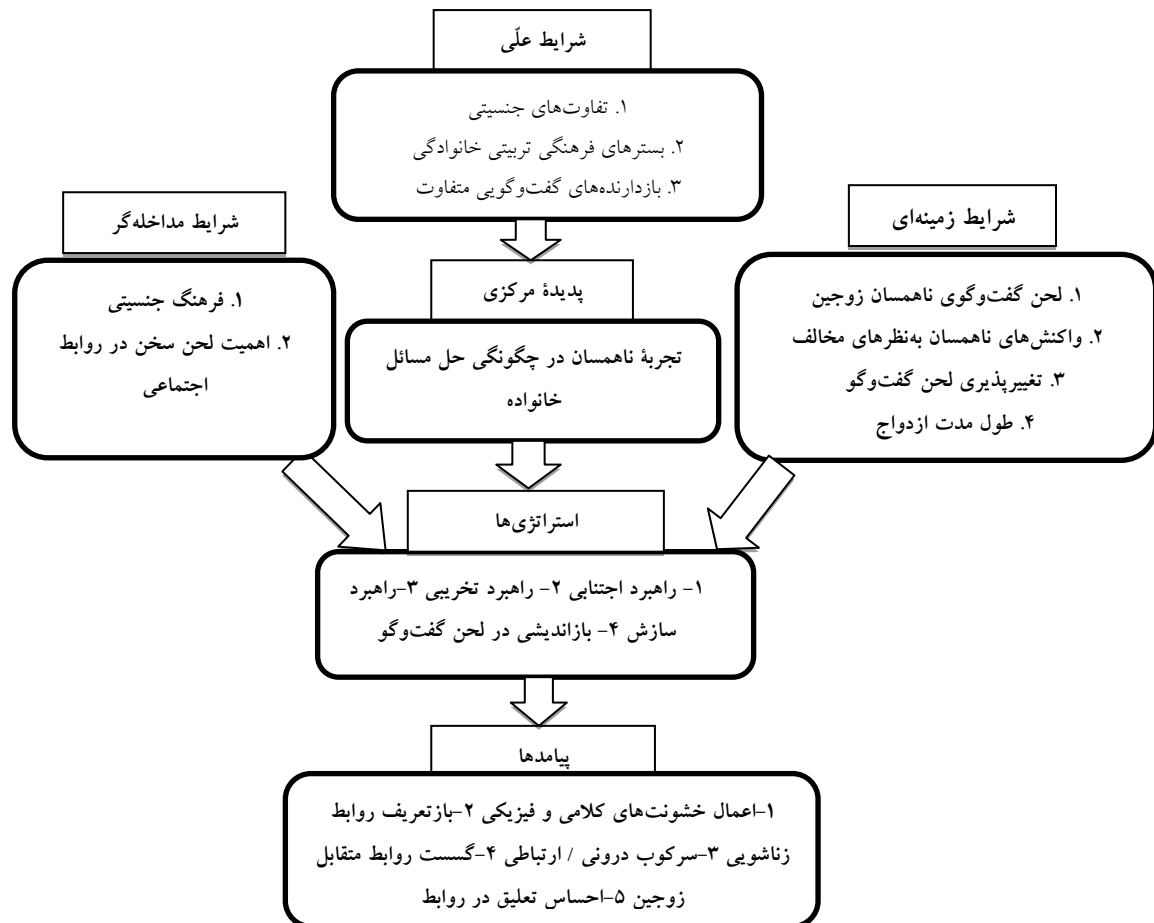 شرایط علّی
۱. تفاوت‌های جنسیتی
۲. بسترهای فرهنگی تربیتی خانوادگی
۳. بازدارنده‌های گفت‌وگویی متفاوت
شرایط زمینه‌ای
۱. لحن گفت‌وگوی ناهمسان زوجین
۲. واکنش‌های ناهمسان به‌نظرهای مخالف
۳. تغییرپذیری لحن گفت‌وگو
۴. طول مدت ازدواج
پدیدۀ مرکزی
تجربۀ ناهمسان در چگونگی حل مسائل
خانواده
شرایط مداخله‌گر
۱. فرهنگ جنسیتی
۲. اهمیت لحن سخن در روابط
اجتماعی
استراتژی‌ها
۱- راهبرد اجتنابی ۲- راهبرد تخریبی ۳-راهبرد
سازش ۴- بازاندیشی در لحن گفت‌وگو
پیامدها
۱-اعمال خشونت‌های کلامی و فیزیکی ۲-بازتعریف روابط
زناشویی ۳-سرکوب درونی / ارتباطی ۴-گسست روابط متقابل
زوجین ۵-احساس تعلیق در روابط